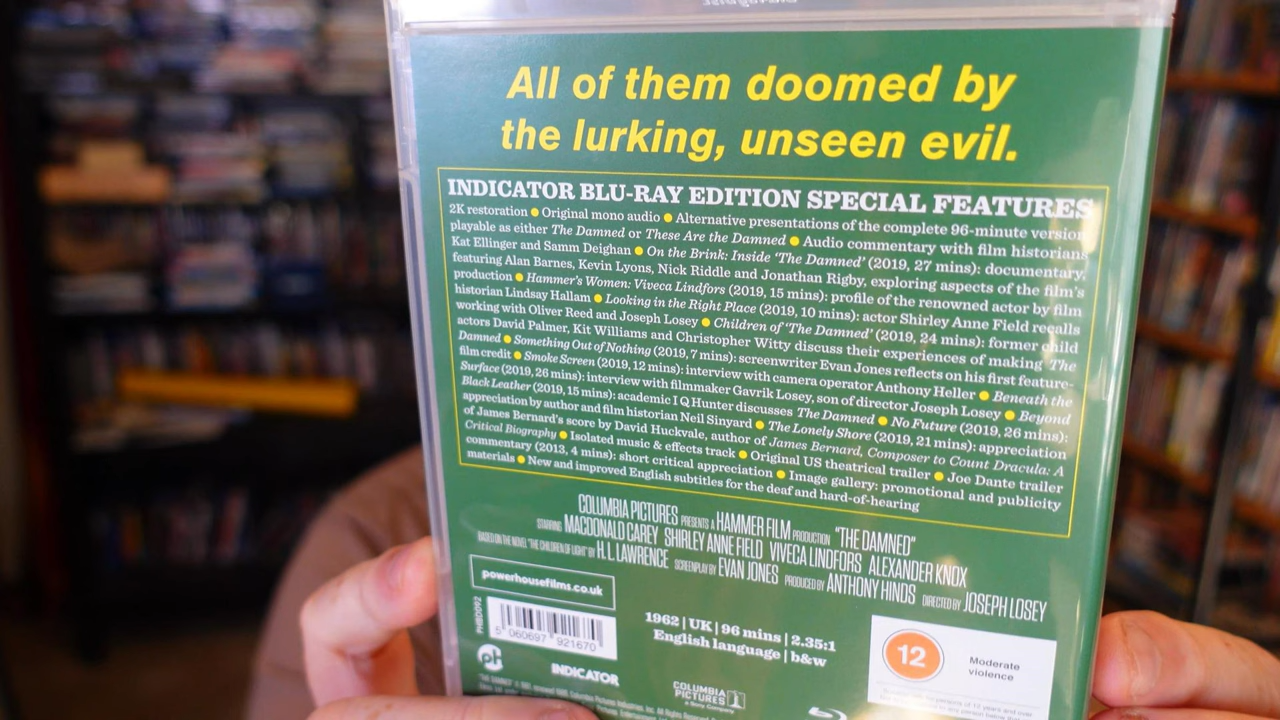 All of them doomed by
the lurking, unseen evil.
INDICATOR BLU-RAY EDITION SPECIAL FEATURES
2K restoration ● Original mono audio ● Alternative presentations of the complete 96-minute version
playable as either The Damned or These Are the Damned ● Audio commentary with film historians
Kat Ellinger and Samm Deighan ● On the Brink: Inside ‘The Damned’ (2019, 27 mins): documentary,
featuring Alan Barnes, Kevin Lyons, Nick Riddle and Jonathan Rigby, exploring aspects of the film’s
production ● Hammer’s Women: Viveca Lindfors (2019, 15 mins): profile of the renowned actor by film
historian Lindsay Hallam ● Looking in the Right Place (2019, 10 mins): actor Shirley Anne Field recalls
working with Oliver Reed and Joseph Losey ● Children of ‘The Damned’ (2019, 24 mins): former child
actors David Palmer, Kit Williams and Christopher Witty discuss their experiences of making The
Damned ● Something Out of Nothing (2019, 7 mins): screenwriter Evan Jones reflects on his first feature-
film credit ● Smoke Screen (2019, 12 mins): interview with camera operator Anthony Heller ● Beneath the
Surface (2019, 26 mins): interview with filmmaker Gavrik Losey, son of director Joseph Losey ● Beyond
Black Leather (2019, 15 mins): academic I Q Hunter discusses The Damned ● No Future (2019, 26 mins):
appreciation by author and film historian Neil Sinyard ● The Lonely Shore (2019, 21 mins): appreciation
of James Bernard’s score by David Huckvale, author of James Bernard, Composer to Count Dracula: A
Critical Biography ● Isolated music & effects track ● Original US theatrical trailer ● Joe Dante trailer
commentary (2013, 4 mins): short critical appreciation ● Image gallery: promotional and publicity
materials ● New and improved English subtitles for the deaf and hard-of-hearing
COLUMBIA PICTURES PRESENTS A HAMMER FILM PRODUCTION “THE DAMNED”
STARRING MACDONALD CAREY SHIRLEY ANNE FIELD VIVECA LINDFORS ALEXANDER KNOX
BASED ON THE NOVEL “THE CHILDREN OF LIGHT” BY H. L. LAWRENCE SCREENPLAY BY EVAN JONES PRODUCED BY ANTHONY HINDS DIRECTED BY JOSEPH LOSEY
powerhousefilms.co.uk
PHBD092
5 060697 921670
1962 | UK | 96 mins | 2.35:1
English language | b&w
12
Moderate
violence
ph
INDICATOR
COLUMBIA
PICTURES
a Sony Company